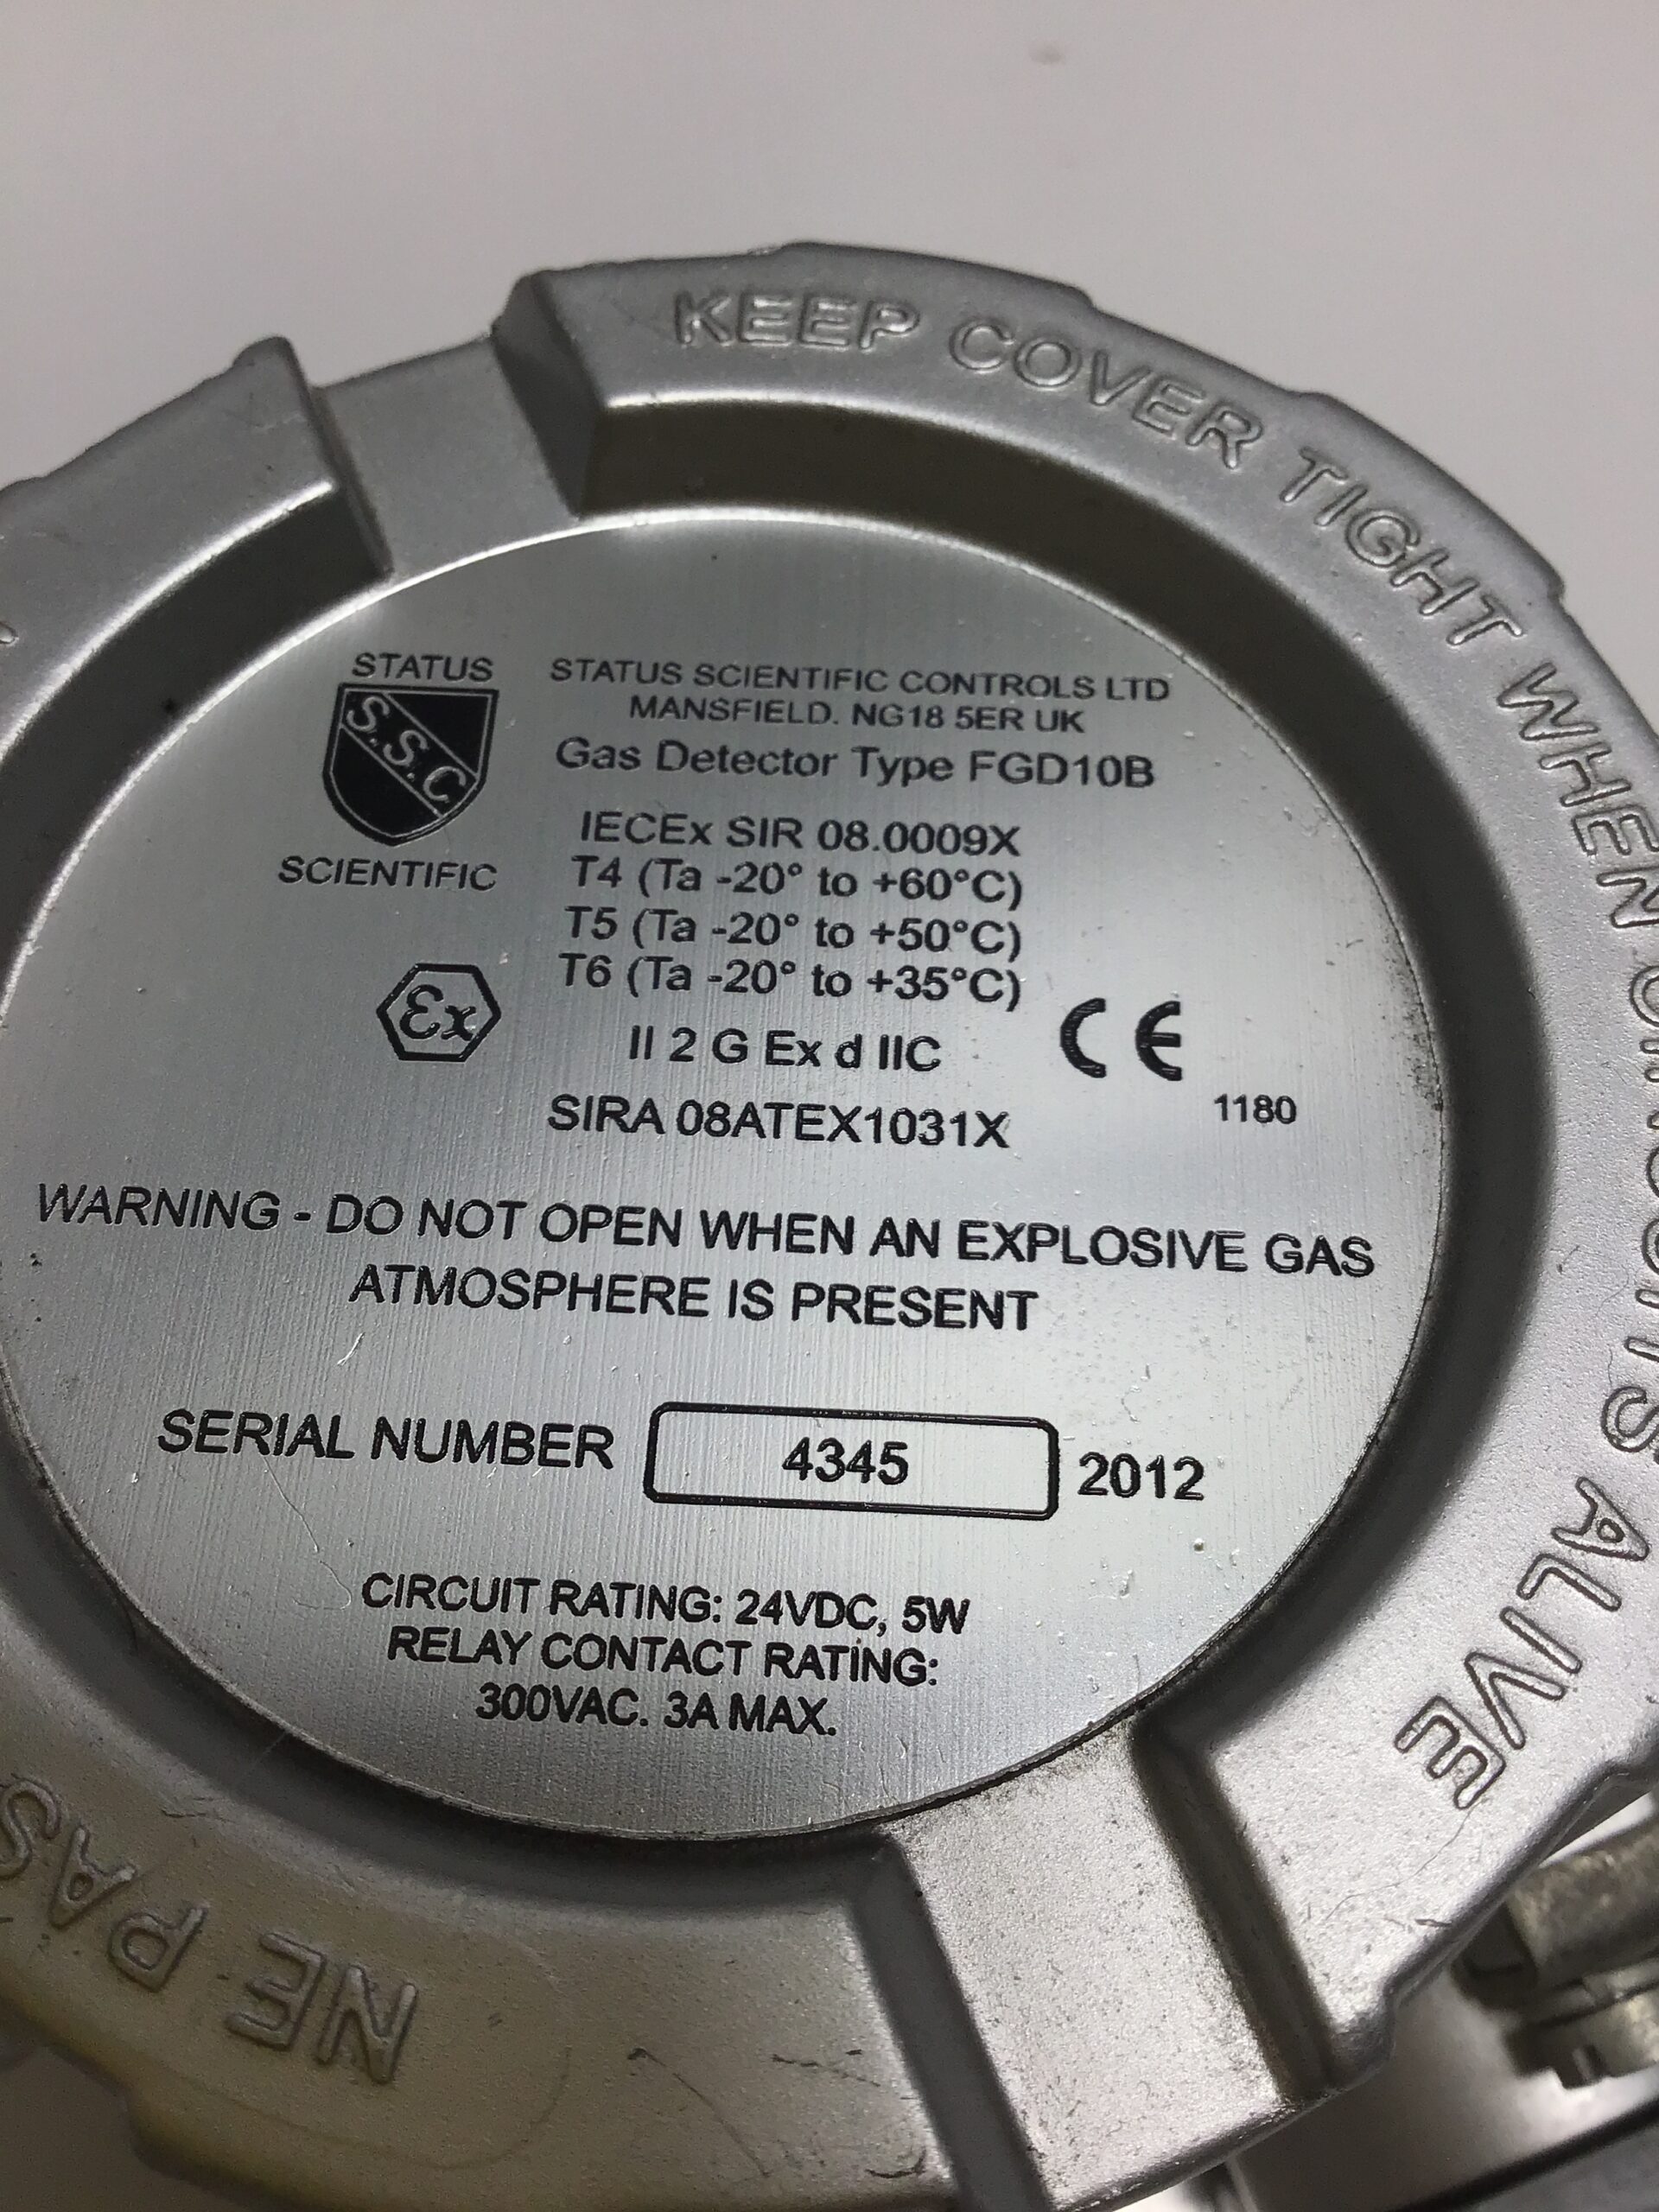 KEEP COVER TIGHT WHEN CIRCUITS ALIVE
STATUS
S.S.C
SCIENTIFIC
STATUS SCIENTIFIC CONTROLS LTD
MANSFIELD. NG18 5ER UK
Gas Detector Type FGD10B
IECEx SIR 08.0009X
T4 (Ta -20° to +60°C)
T5 (Ta -20° to +50°C)
T6 (Ta -20° to +35°C)
Ex
II 2 G Ex d IIC
CE
1180
SIRA 08ATEX1031X
WARNING - DO NOT OPEN WHEN AN EXPLOSIVE GAS
ATMOSPHERE IS PRESENT
SERIAL NUMBER 4345 2012
CIRCUIT RATING: 24VDC, 5W
RELAY CONTACT RATING:
300VAC. 3A MAX.
NE PAS